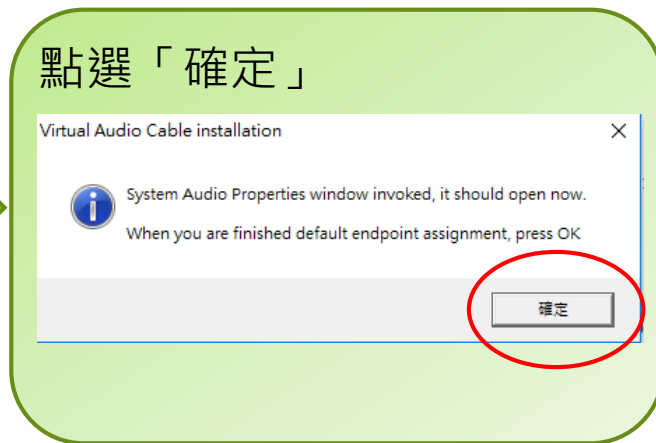 點選「確定」
Virtual Audio Cable installation
System Audio Properties window invoked, it should open now.
When you are finished default endpoint assignment, press OK
確定